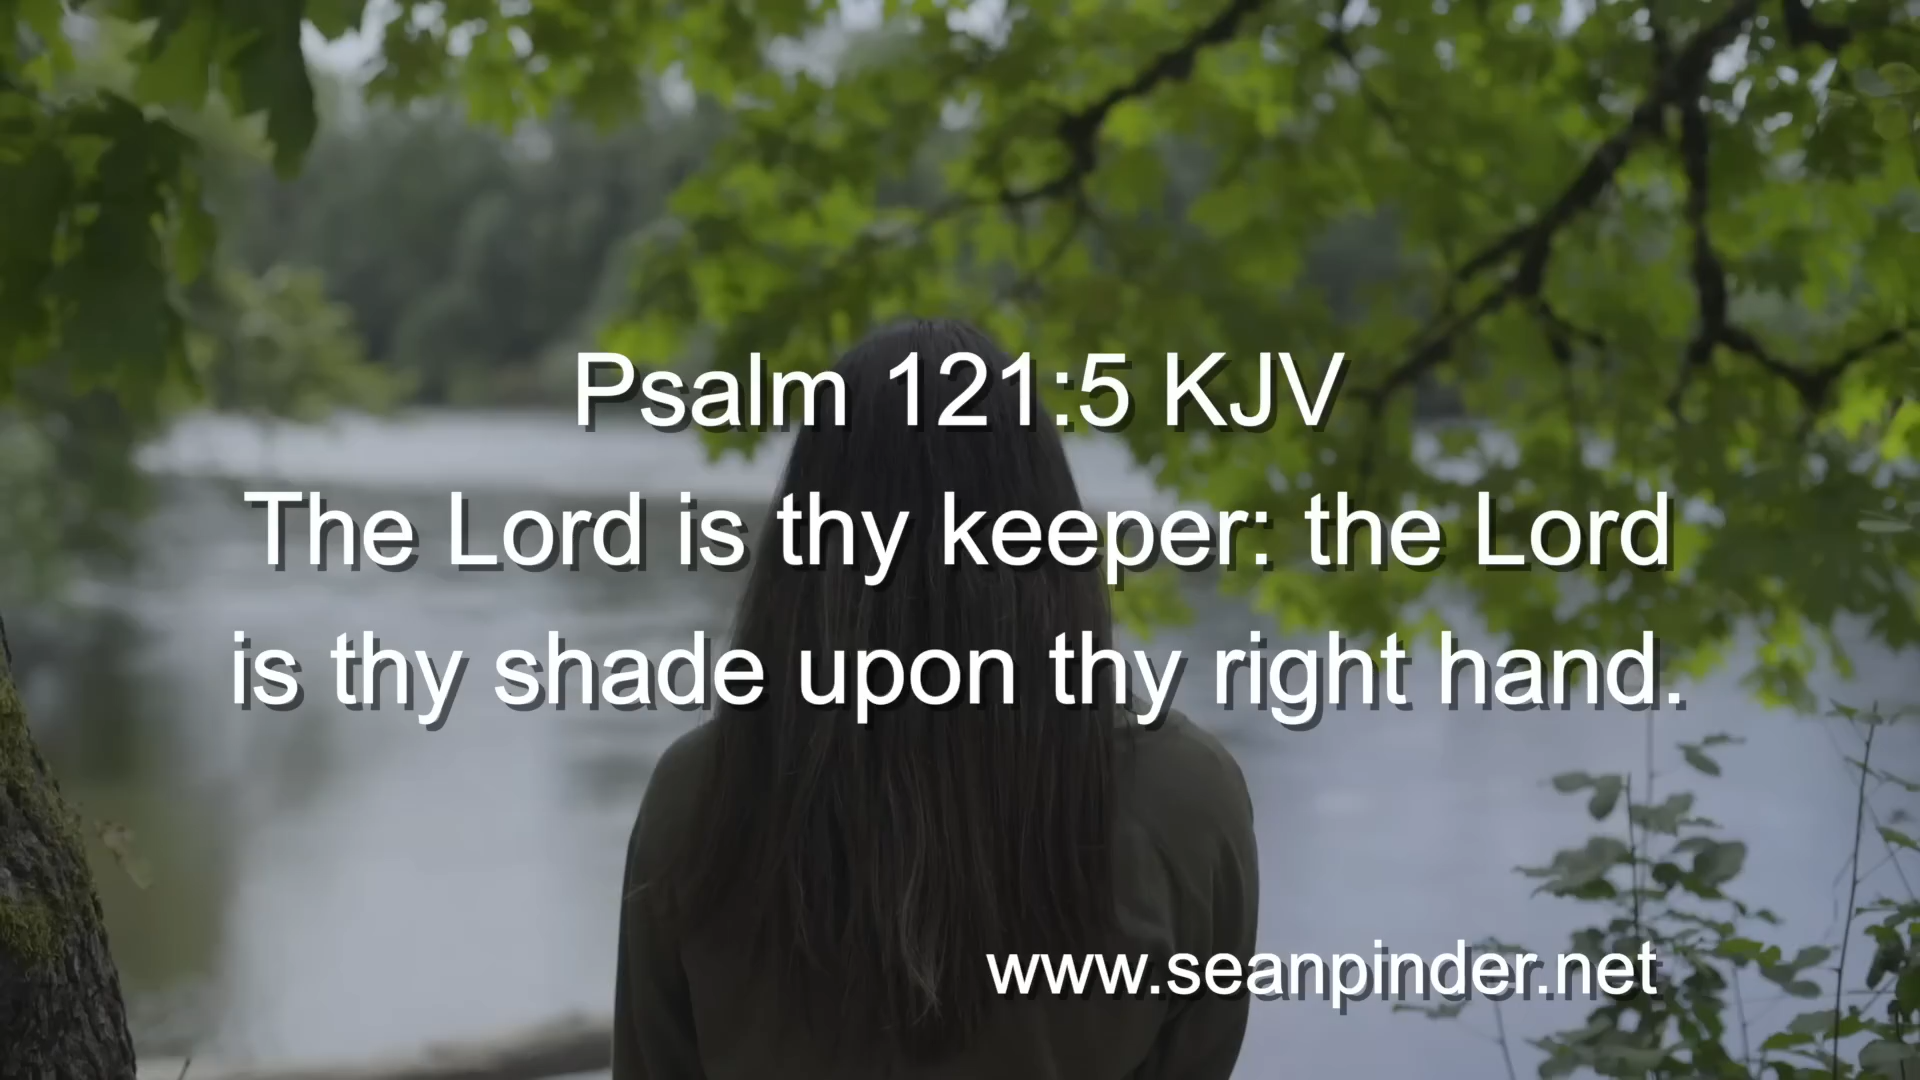 Psalm 121:5 KJV
The Lord is thy keeper: the Lord
is thy shade upon thy right hand.
www.seanpinder.net